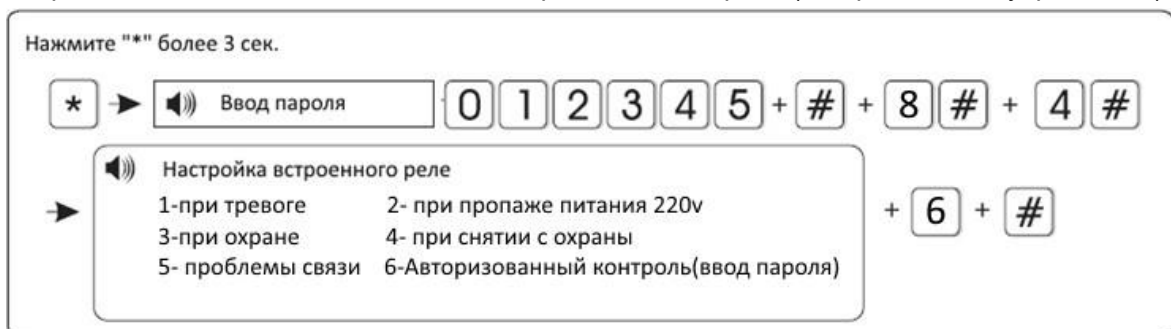 Нажмите "*" более 3 сек.
* Ввод пароля 0 1 2 3 4 5 + # + 8 # + 4 #
Настройка встроенного реле
1-при тревоге 2- при пропаже питания 220v
3-при охране 4- при снятии с охраны
5- проблемы связи 6-Авторизованный контроль(ввод пароля)
+ 6 + #